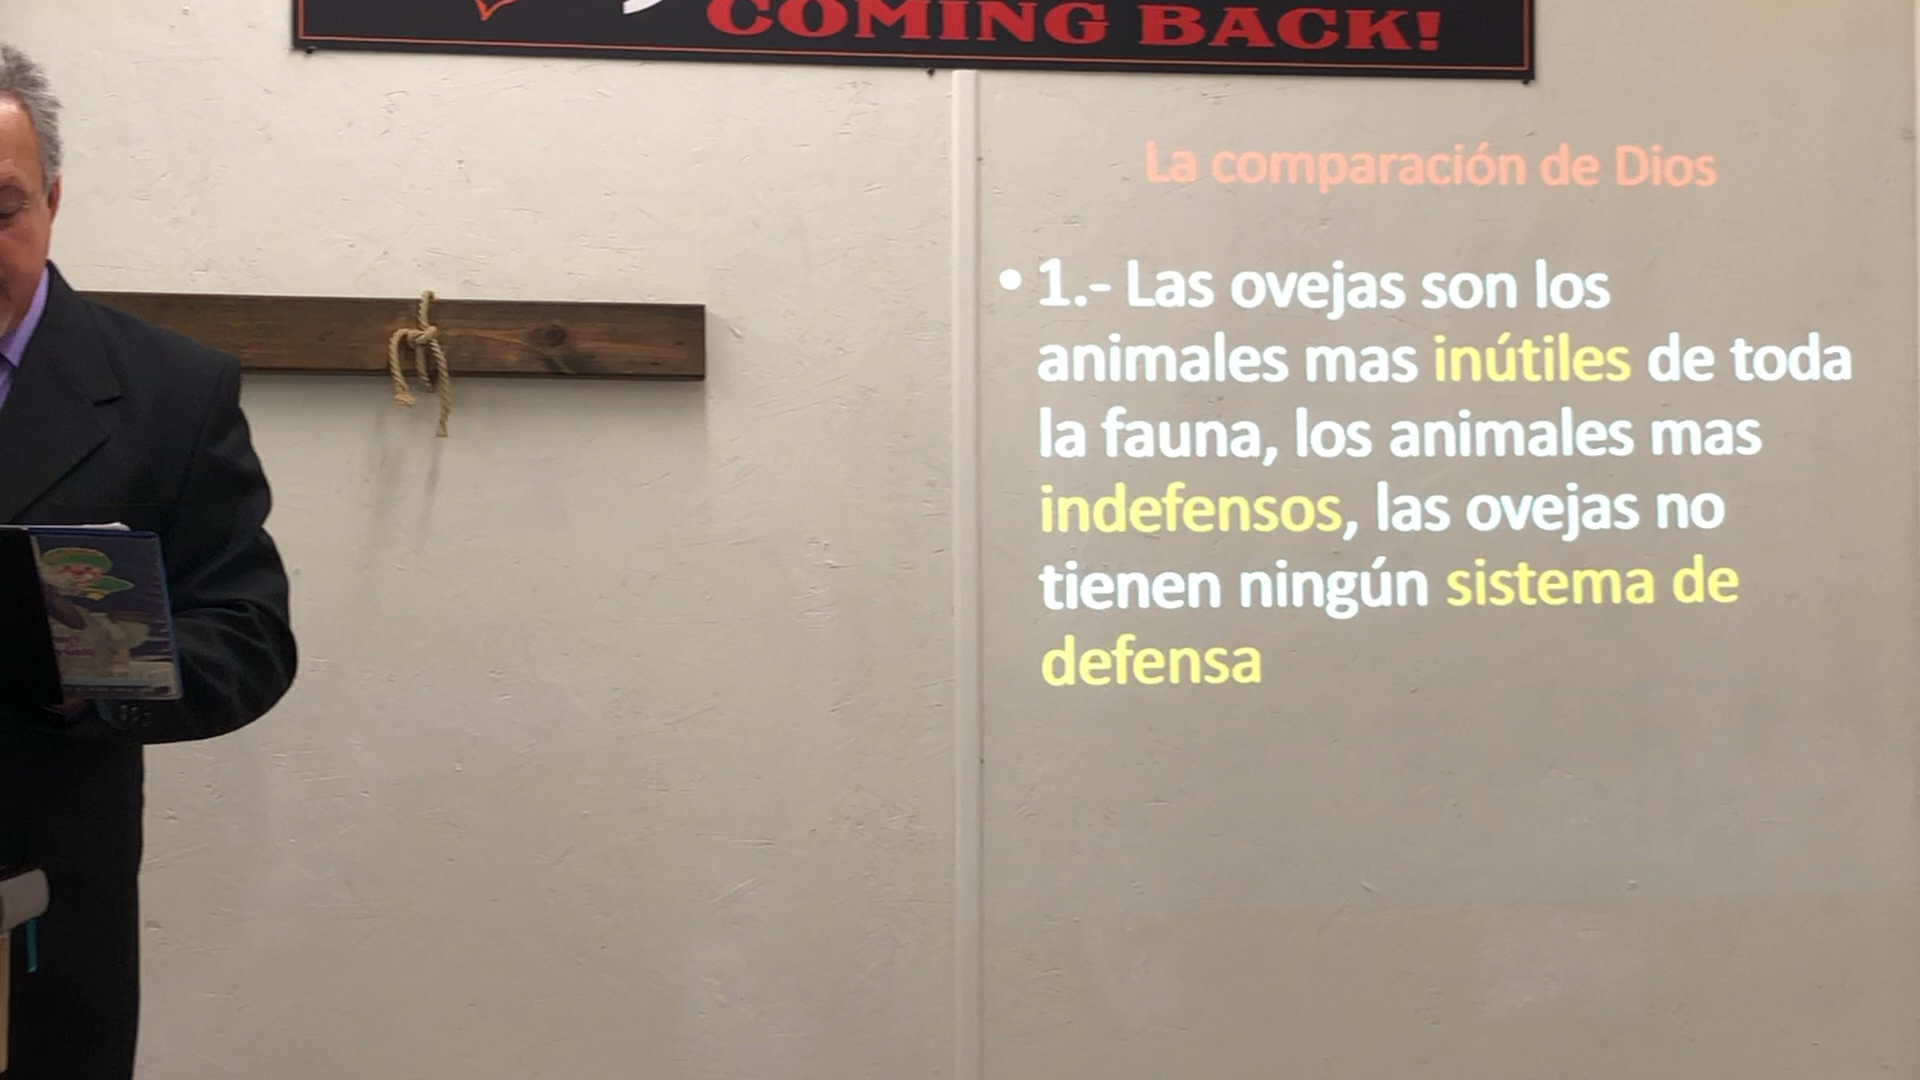 COMING BACK!
La comparación de Dios
• 1.- Las ovejas son los
animales mas inútiles de toda
la fauna, los animales mas
indefensos, las ovejas no
tienen ningún sistema de
defensa